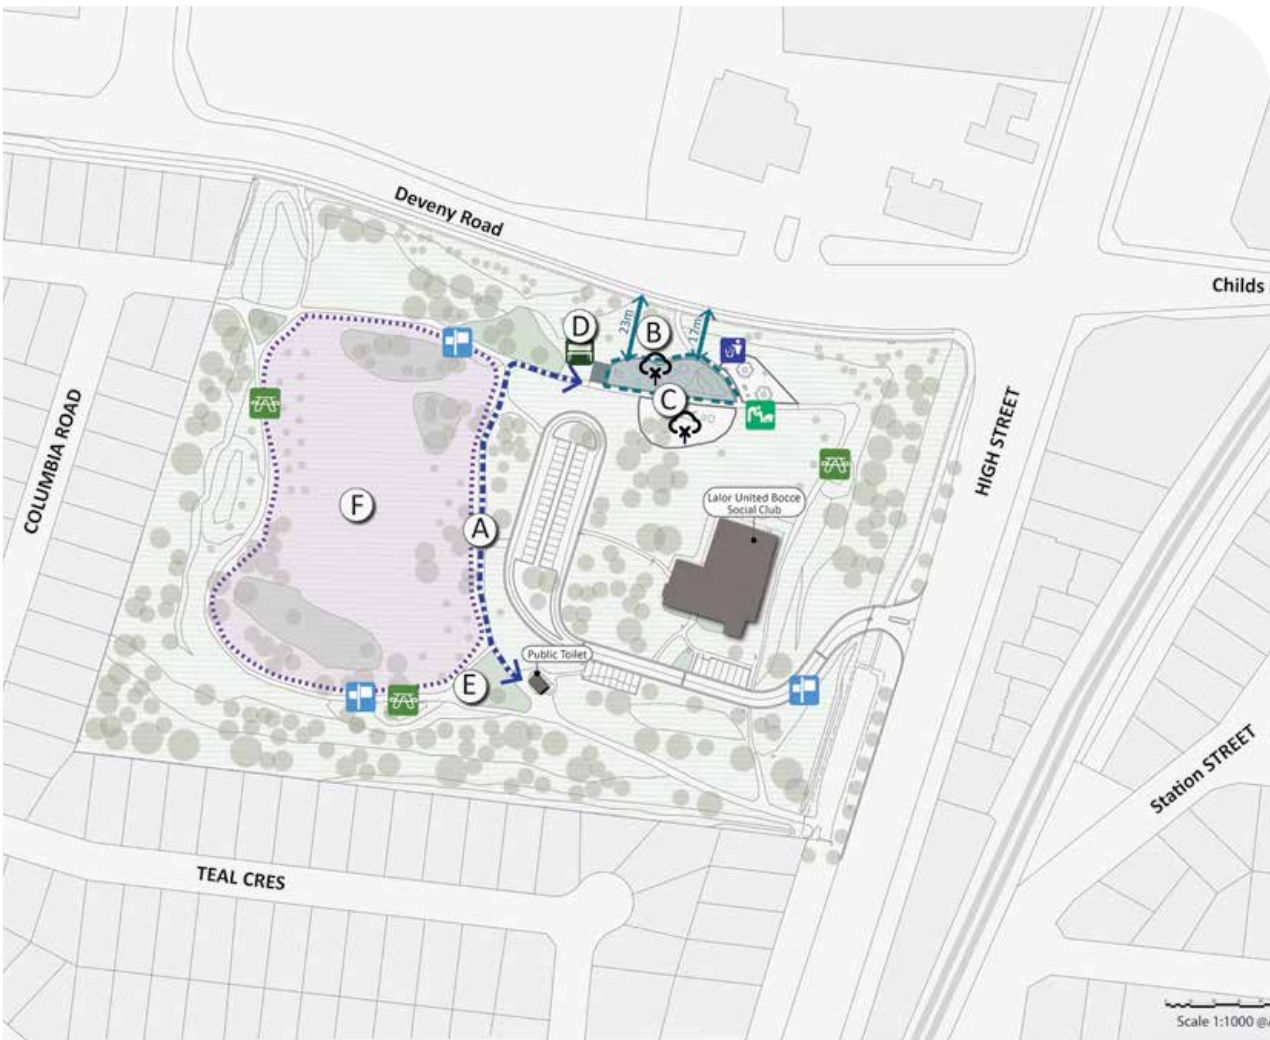 Deveny Road
Childs
23m
17m
D
B
C
COLUMBIA ROAD
HIGH STREET
F
A
Lalor United Bocce
Social Club
Public Toilet
E
Station STREET
TEAL CRES
Scale 1:1000 @